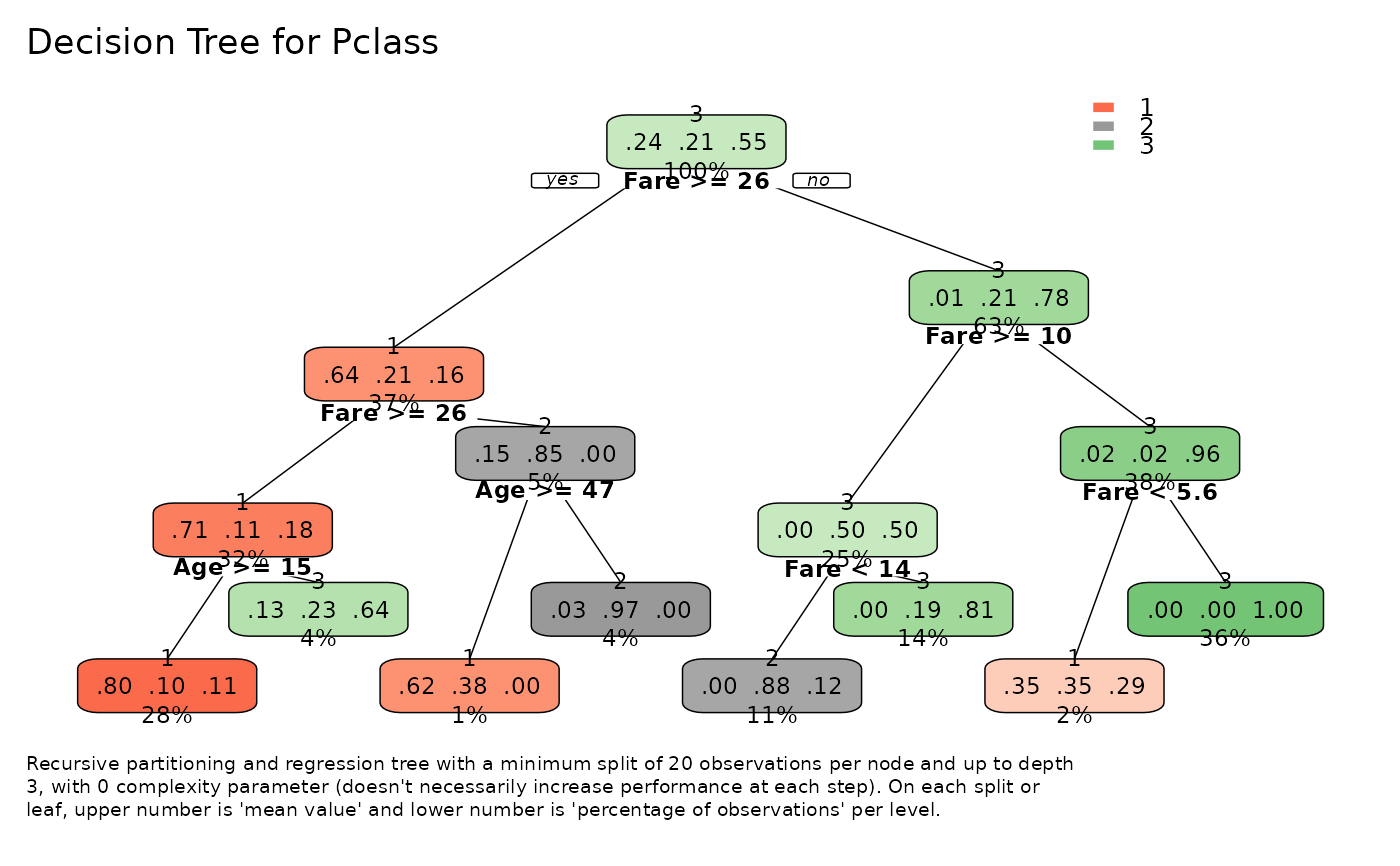 Decision Tree for Pclass
1
2
3
3
.24 .21 .55
100%
yes Fare >= 26 no
3
.01 .21 .78
63%
Fare >= 10
1
.64 .21 .16
37%
Fare >= 26
2
.15 .85 .00
5%
Age >= 47
3
.02 .02 .96
38%
Fare < 5.6
1
.71 .11 .18
32%
Age >= 15
3
.00 .50 .50
25%
Fare < 14
3
.13 .23 .64
4%
2
.03 .97 .00
4%
3
.00 .19 .81
14%
3
.00 .00 1.00
36%
1
.80 .10 .11
28%
1
.62 .38 .00
1%
2
.00 .88 .12
11%
1
.35 .35 .29
2%
Recursive partitioning and regression tree with a minimum split of 20 observations per node and up to depth
3, with 0 complexity parameter (doesn't necessarily increase performance at each step). On each split or
leaf, upper number is 'mean value' and lower number is 'percentage of observations' per level.